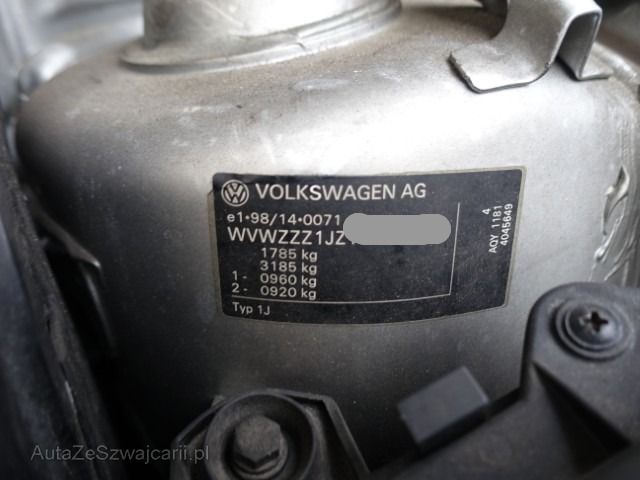 VOLKSWAGEN AG
e1*98/14*0071
WVWZZZ1JZ
1785 kg
3185 kg
1- 0960 kg
2- 0920 kg
Typ 1J
4
AQY 1181
4045649
AutaZeSzwajcarii.pl